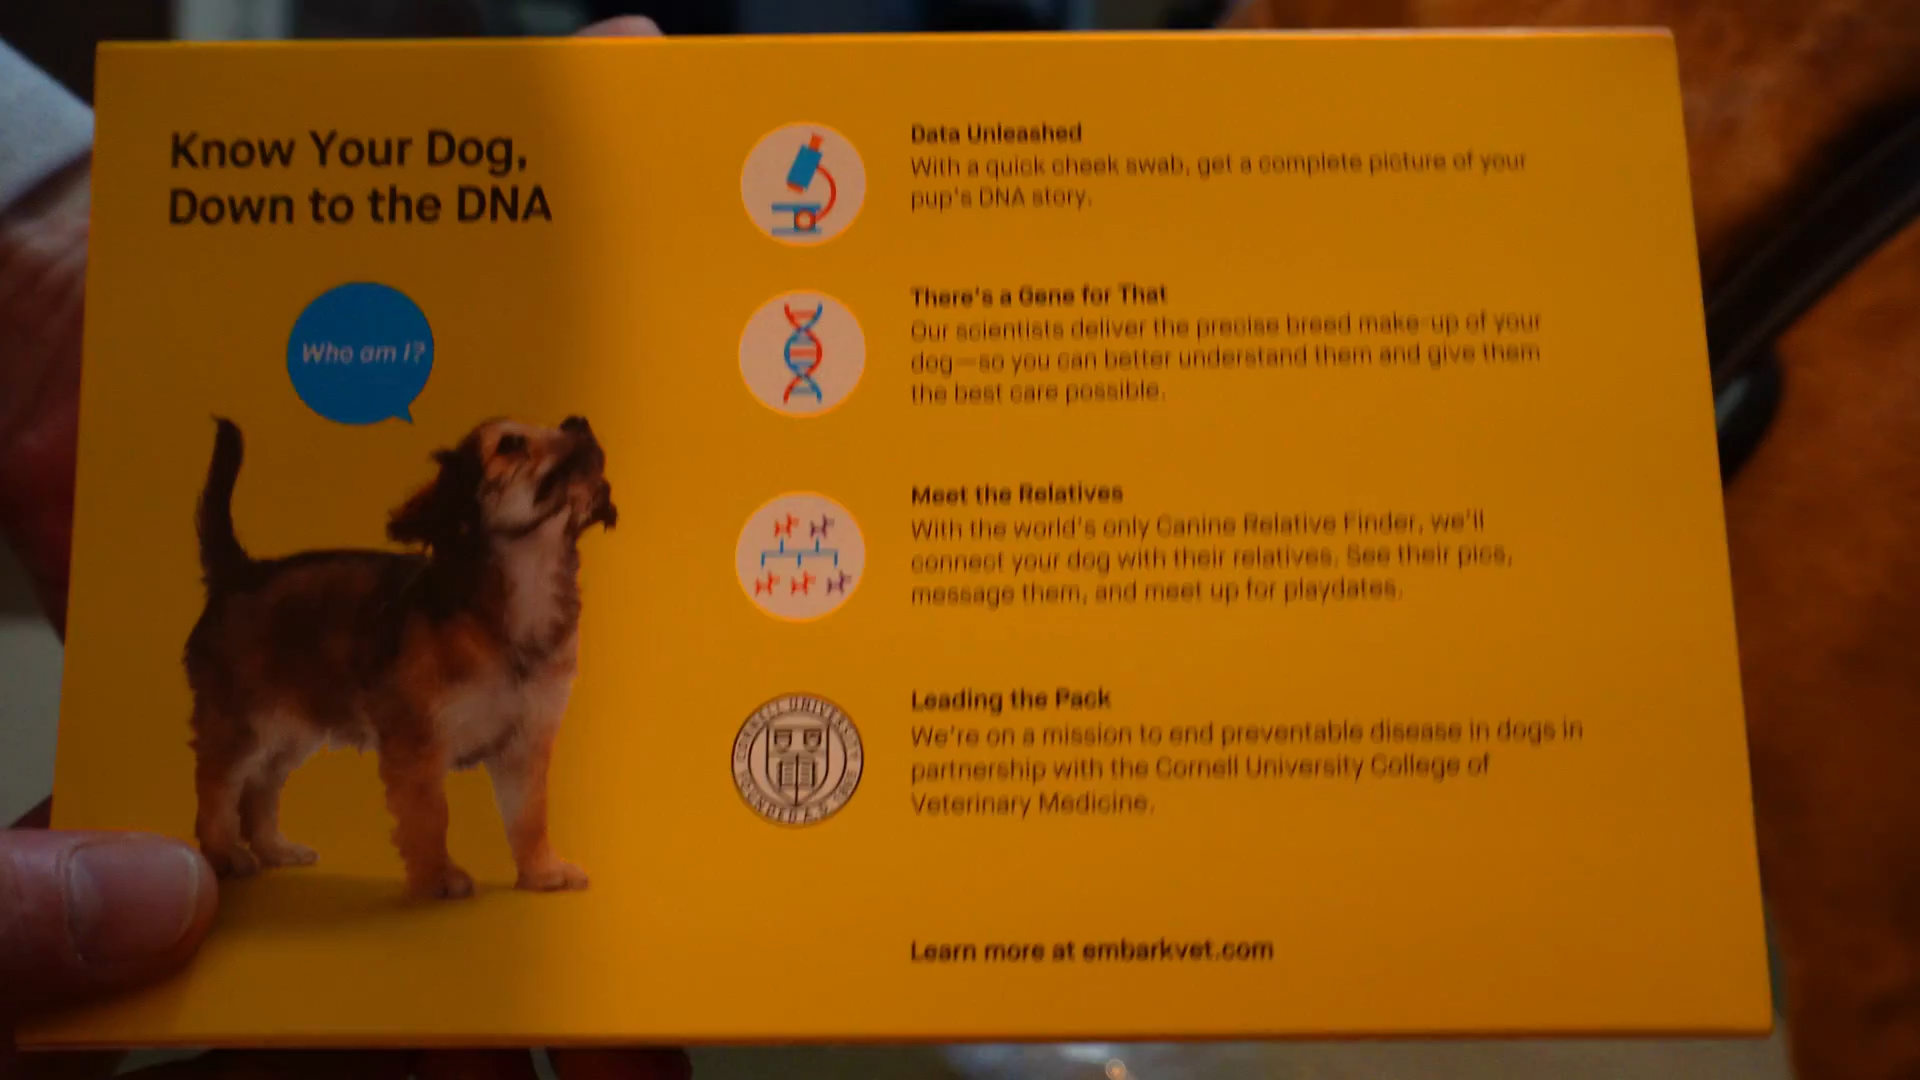 Know Your Dog,
Down to the DNA
Who am I?
Data Unleashed
With a quick cheek swab, get a complete picture of your
pup's DNA story.
There's a Gene for That
Our scientists deliver the precise breed make-up of your
dog—so you can better understand them and give them
the best care possible.
Meet the Relatives
With the world's only Canine Relative Finder, we'll
connect your dog with their relatives. See their pics,
message them, and meet up for playdates.
CORNELL UNIVERSITY
FOUNDED A.D. 1865
Leading the Pack
We're on a mission to end preventable disease in dogs in
partnership with the Cornell University College of
Veterinary Medicine.
Learn more at embarkvet.com